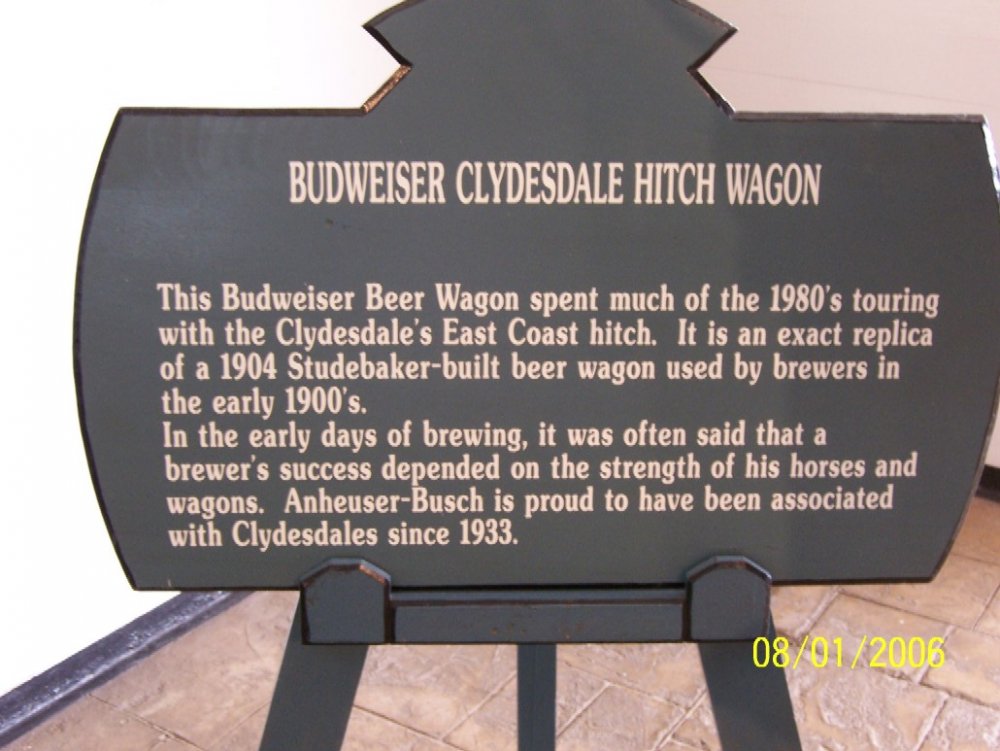 BUDWEISER CLYDESDALE HITCH WAGON
This Budweiser Beer Wagon spent much of the 1980's touring
with the Clydesdale's East Coast hitch. It is an exact replica
of a 1904 Studebaker-built beer wagon used by brewers in
the early 1900's.
In the early days of brewing, it was often said that a
brewer's success depended on the strength of his horses and
wagons. Anheuser-Busch is proud to have been associated
with Clydesdales since 1933.
08/01/2006